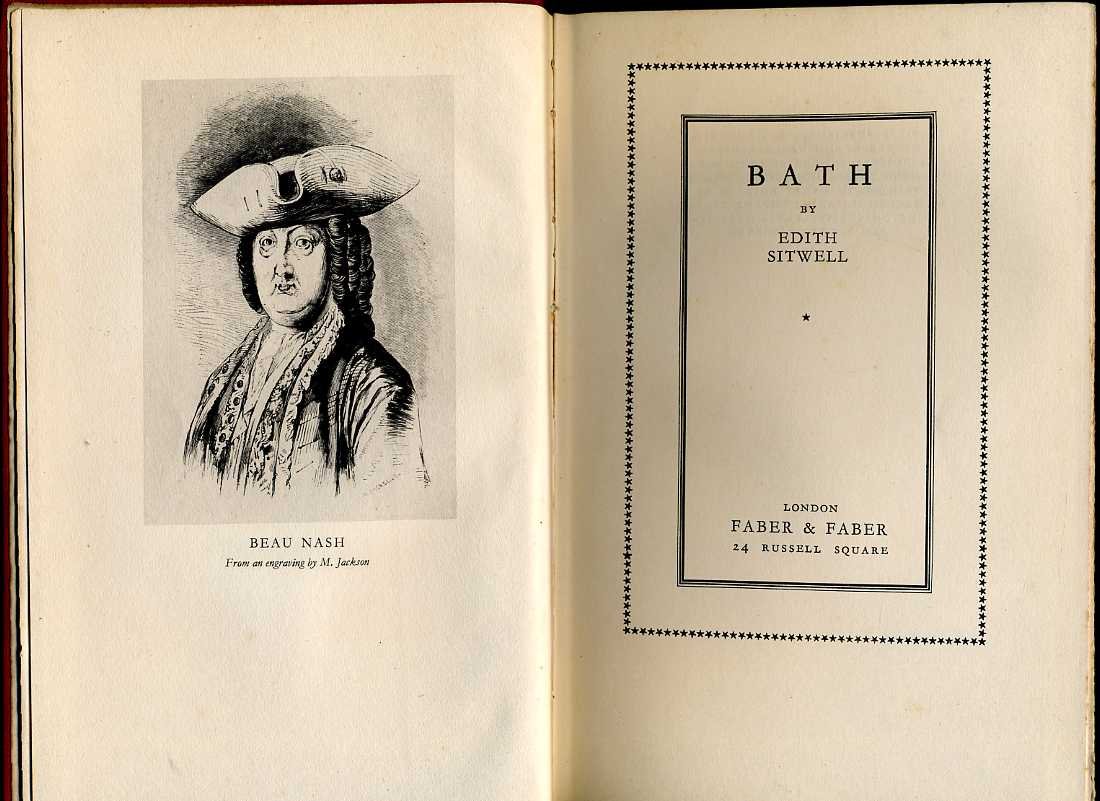 BEAU NASH
From an engraving by M. Jackson
BATH
BY
EDITH
SITWELL
LONDON
FABER & FABER
24 RUSSELL SQUARE